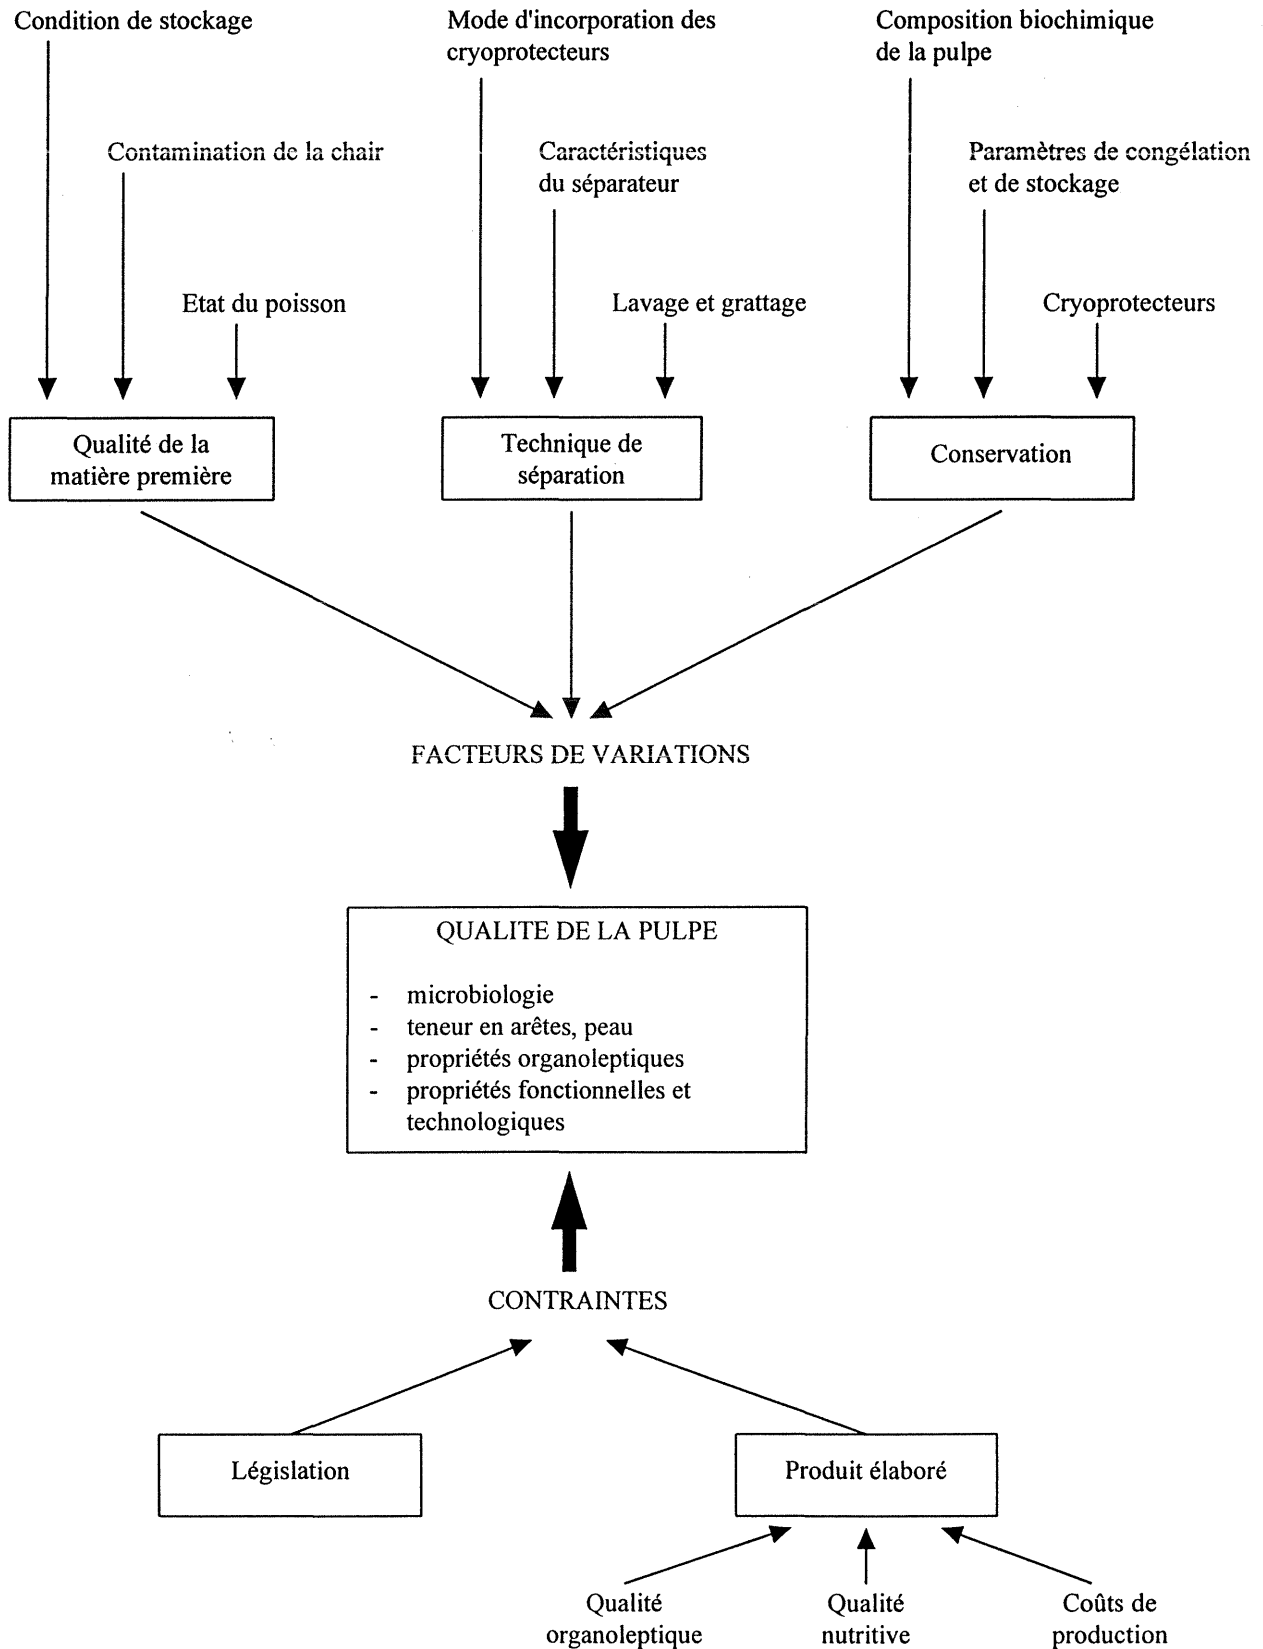 Condition de stockage
Mode d'incorporation des
cryoprotecteurs
Composition biochimique
de la pulpe
Contamination de la chair
Caractéristiques
du séparateur
Paramètres de congélation
et de stockage
Etat du poisson
Lavage et grattage
Cryoprotecteurs
Qualité de la
matière première
Technique de
séparation
Conservation
FACTEURS DE VARIATIONS
QUALITE DE LA PULPE
- microbiologie
- teneur en arêtes, peau
- propriétés organoleptiques
- propriétés fonctionnelles et
technologiques
CONTRAINTES
Législation
Produit élaboré
Qualité
organoleptique
Qualité
nutritive
Coûts de
production